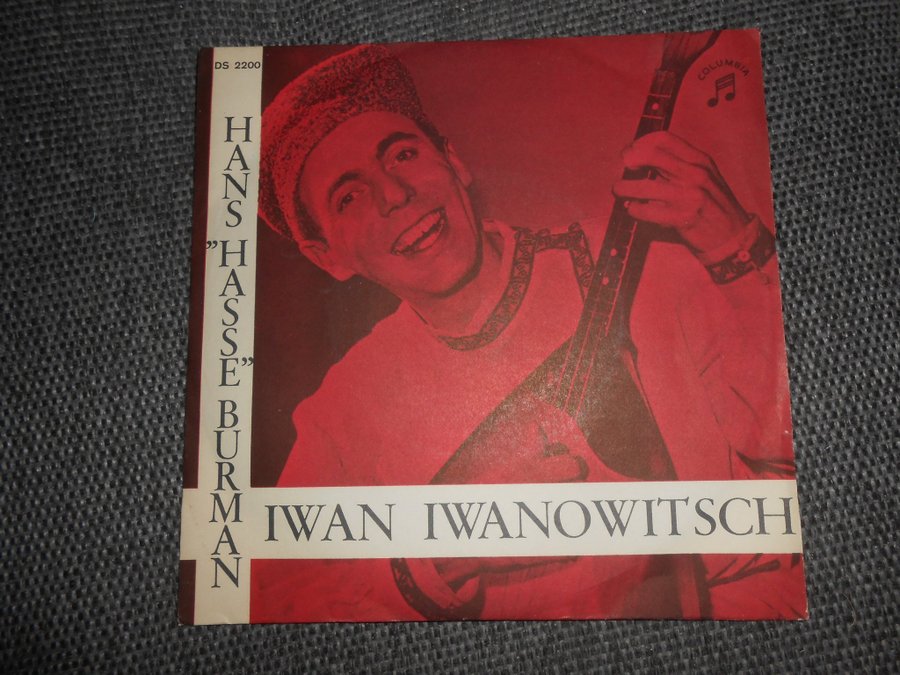 DS 2200
COLUMBIA
HANS "HASSE" BURMAN
IWAN IWANOWITSCH